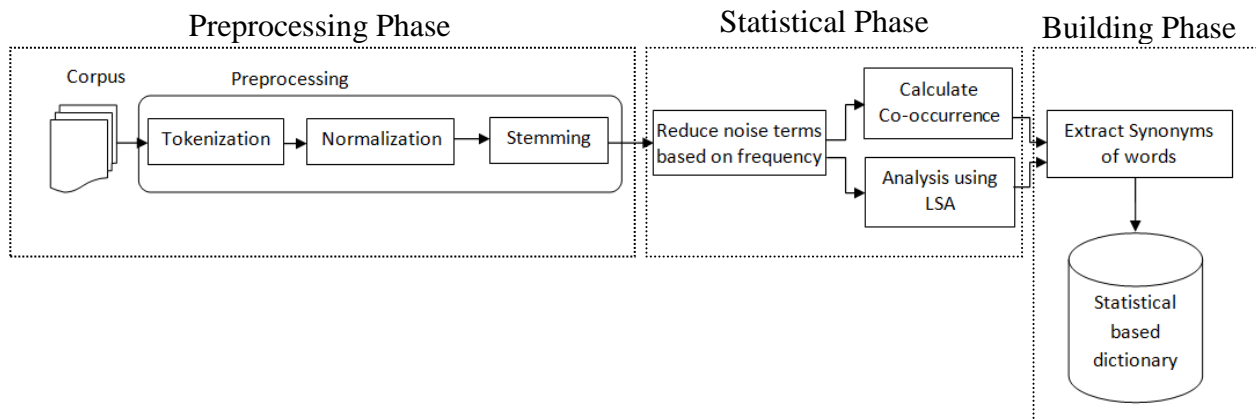 Preprocessing Phase
Statistical Phase
Building Phase
Corpus
Preprocessing
Tokenization
Normalization
Stemming
Reduce noise terms
based on frequency
Calculate
Co-occurrence
Analysis using
LSA
Extract Synonyms
of words
Statistical
based
dictionary